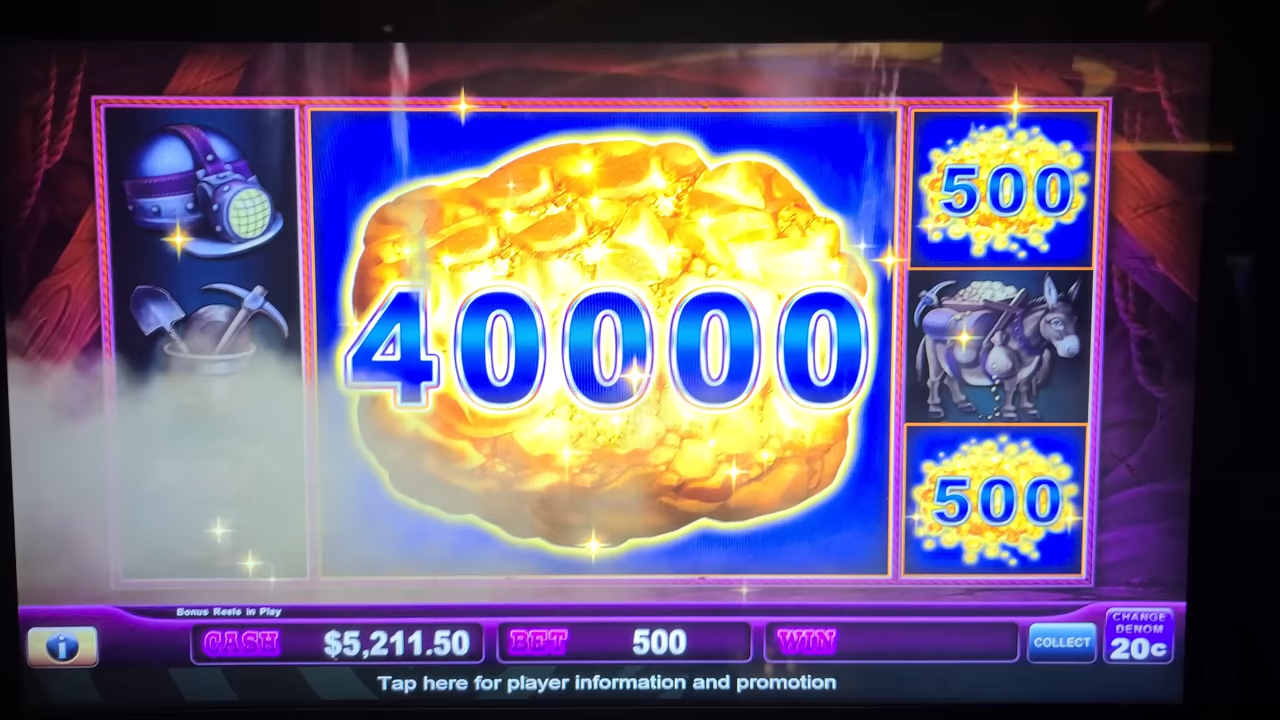 500
40000
500
Bonus Reels in Play
CASH $5,211.50 BET 500 WIN
COLLECT
CHANGE
DENOM
20¢
i
Tap here for player information and promotion